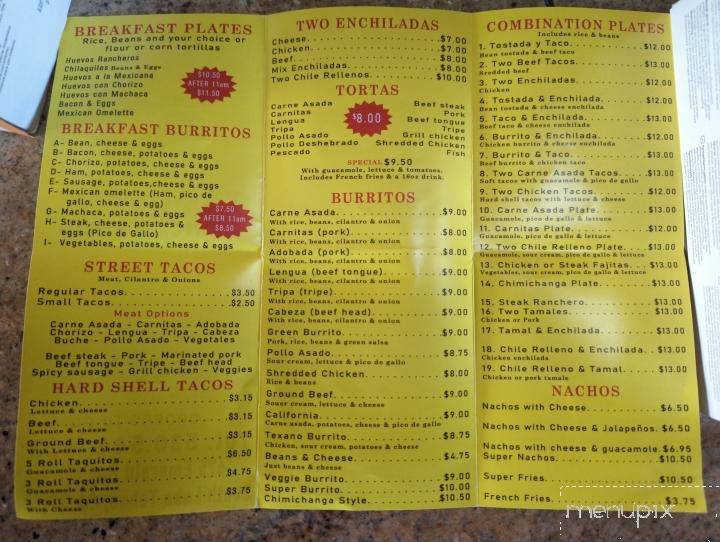 BREAKFAST PLATES
Rice, Beans and your choice or
flour or corn tortillas
Huevos Rancheros
Chilaquilas Beans & Eggs
Huevos a la Mexicana
Huevos con Chorizo
Huevos con Machaca
Bacon & Eggs
Mexican Omelette
$10.50
AFTER 11am
$11.50
BREAKFAST BURRITOS
A- Bean, cheese & eggs
B- Bacon, cheese, potatoes & eggs
C- Chorizo, potatoes, cheese & eggs
D- Ham, potatoes, cheese & eggs
E- Sausage, potatoes,cheese & eggs
F- Mexican omelette (Ham, pico de
gallo, cheese & egg)
G- Machaca, potatoes & eggs
H- Steak, cheese, potatoes &
eggs (Pico de Gallo)
I- Vegetables, potatoes, cheese & eggs
$7.50
AFTER 11am
$8.50
STREET TACOS
Meat, Cilantro & Onions
Regular Tacos. $3.50
Small Tacos. $2.50
Meat Options
Carne Asada - Carnitas - Adobada
Chorizo - Lengua - Tripa - Cabeza
Buche - Pollo Asado - Vegetales
Beef steak - Pork - Marinated pork
Beef tongue - Tripe - Beef head
Spicy sausage - Grill chicken - Veggies
HARD SHELL TACOS
Chicken. $3.15
Lettuce & cheese
Beef. $3.15
Lettuce & cheese
Ground Beef. $3.15
With Lettuce & cheese
5 Roll Taquitos. $6.50
Guacamole & cheese
3 Roll Taquitos. $4.75
Guacamole & cheese
3 Roll Taquitos. $3.75
With Cheese
TWO ENCHILADAS
Cheese. $7.00
Chicken. $7.00
Beef. $8.00
Mix Enchiladas. $8.00
Two Chile Rellenos. $10.00
TORTAS
Carne Asada Beef steak
Carnitas Pork
Lengua Beef tongue
Tripa Tripe
Pollo Asado Grill chicken
Pollo Deshebrado Shredded Chicken
Pescado Fish
$8.00
SPECIAL $9.50
With guacamole, lettuce & tomatoes.
Includes French fries & a 16oz drink.
BURRITOS
Carne Asada. $9.00
With rice, beans, cilantro & onion
Carnitas (pork). $8.00
With rice, beans, cilantro & onion
Adobada (pork). $8.00
With rice, beans, cilantro & onion
Lengua (beef tongue). $9.00
With rice, beans, cilantro & onion
Tripa (tripe). $9.00
With rice, beans, cilantro & onion
Cabeza (beef head). $9.00
With rice, beans, cilantro & onion
Green Burrito. $9.00
Pork, rice, beans & green salsa
Pollo Asado. $8.75
Sour cream, lettuce & pico de gallo
Shredded Chicken. $8.00
Rice & beans
Ground Beef. $9.00
Souer cream, lettuce & cheese
California. $9.00
Carne asada, potatoes, cheese & pico de gallo
Texano Burrito. $8.75
Chicken, sour cream, potatoes & cheese
Beans & Cheese. $4.75
Just beans & cheese
Veggie Burrito. $9.00
Super Burrito. $10.00
Chimichanga Style. $10.50
COMBINATION PLATES
Includes rice & beans
1. Tostada y Taco. $12.00
Bean tostada & beef taco
2. Two Beef Tacos. $13.00
Sredded beef
3. Two Enchiladas. $12.00
Chicken
4. Tostada & Enchilada. $12.00
Bean tostada & cheese enchilada
5. Taco & Enchilada. $13.00
Beef taco & cheese enchilada
6. Burrito & Enchilada. $12.00
Chicken burrito & cheese enchilada
7. Burrito & Taco. $13.00
Beef burrito & chicken taco
8. Two Carne Asada Tacos. $13.00
Soft tacos with guacamole & pico de gallo
9. Two Chicken Tacos. $12.00
Hard shell tacos with lettuce & cheese
10. Carne Asada Plate. $13.00
Guacamole, pico de gallo & lettuce
11. Carnitas Plate. $12.00
Guacamole, pico de gallo & lettuce
12. Two Chile Relleno Plate. $13.00
Guacamole, sour cream, pico de gallo & lettuce
13. Chicken or Steak Fajitas. $13.00
Vegetables, sour cream, pico de gallo & lettuce
14. Chimichanga Plate. $13.00
15. Steak Ranchero. $13.00
16. Two Tamales. $13.00
Chicken or Pork
17. Tamal & Enchilada. $13.00
18. Chile Relleno & Enchilada. $13.00
Chicken enchilada
19. Chile Relleno & Tamal. $13.00
Chicken or pork tamale
NACHOS
Nachos with Cheese. $6.50
Nachos with Cheese & Jalapeños. $6.50
Nachos with cheese & guacamole. $6.95
Super Nachos. $10.50
Super Fries. $10.50
French Fries. $3.75
menupix